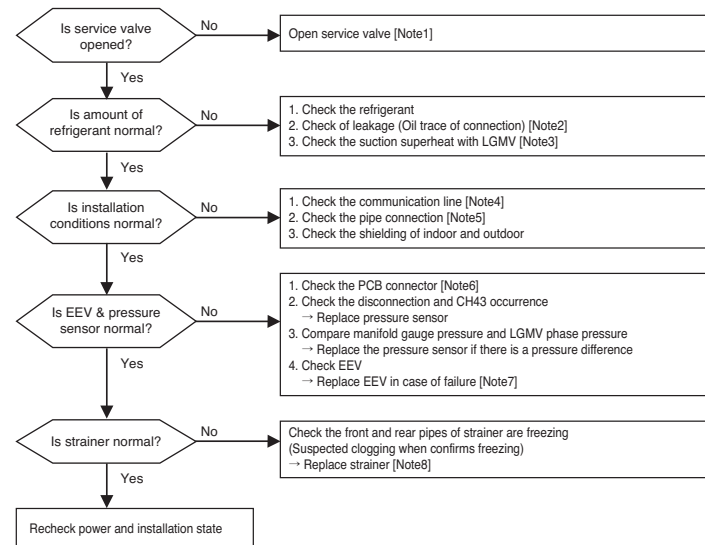 Is service valve
opened?
No
Open service valve [Note1]
Yes
Is amount of
refrigerant normal?
No
1. Check the refrigerant
2. Check of leakage (Oil trace of connection) [Note2]
3. Check the suction superheat with LGMV [Note3]
Yes
Is installation
conditions normal?
No
1. Check the communication line [Note4]
2. Check the pipe connection [Note5]
3. Check the shielding of indoor and outdoor
Yes
Is EEV & pressure
sensor normal?
No
1. Check the PCB connector [Note6]
2. Check the disconnection and CH43 occurrence
→ Replace pressure sensor
3. Compare manifold gauge pressure and LGMV phase pressure
→ Replace the pressure sensor if there is a pressure difference
4. Check EEV
→ Replace EEV in case of failure [Note7]
Yes
Is strainer normal?
No
Check the front and rear pipes of strainer are freezing
(Suspected clogging when confirms freezing)
→ Replace strainer [Note8]
Yes
Recheck power and installation state